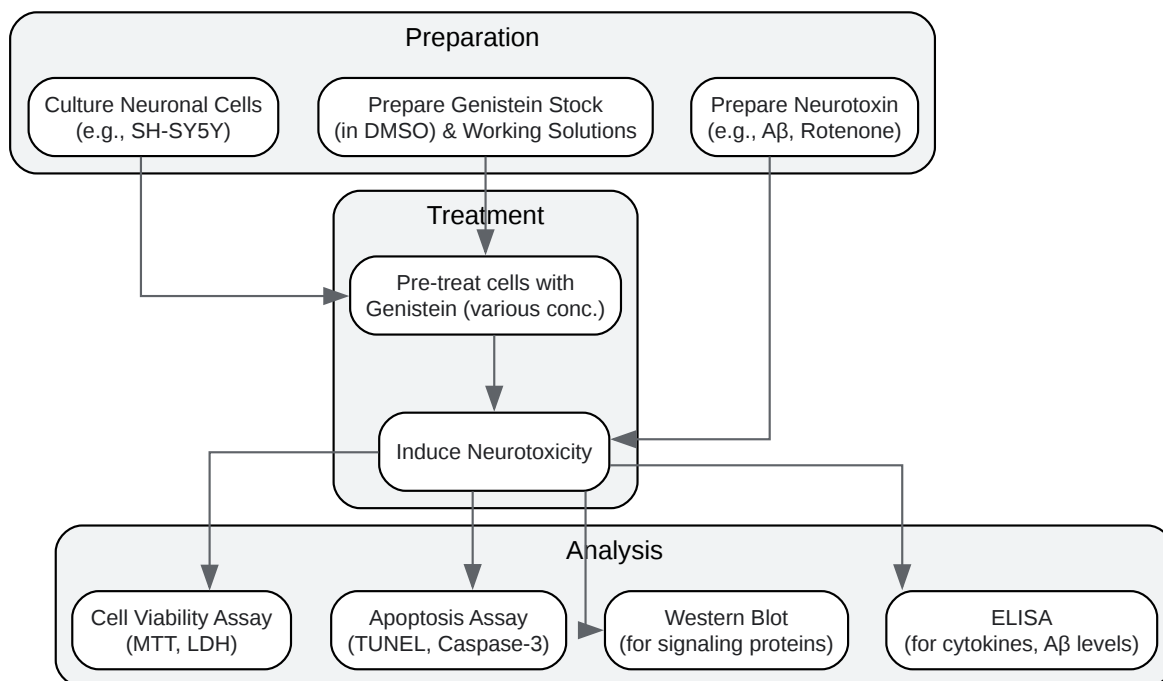 Preparation
Culture Neuronal Cells
(e.g., SH-SY5Y)
Prepare Genistein Stock
(in DMSO) & Working Solutions
Prepare Neurotoxin
(e.g., Aβ, Rotenone)
Treatment
Pre-treat cells with
Genistein (various conc.)
Induce Neurotoxicity
Analysis
Cell Viability Assay
(MTT, LDH)
Apoptosis Assay
(TUNEL, Caspase-3)
Western Blot
(for signaling proteins)
ELISA
(for cytokines, Aβ levels)